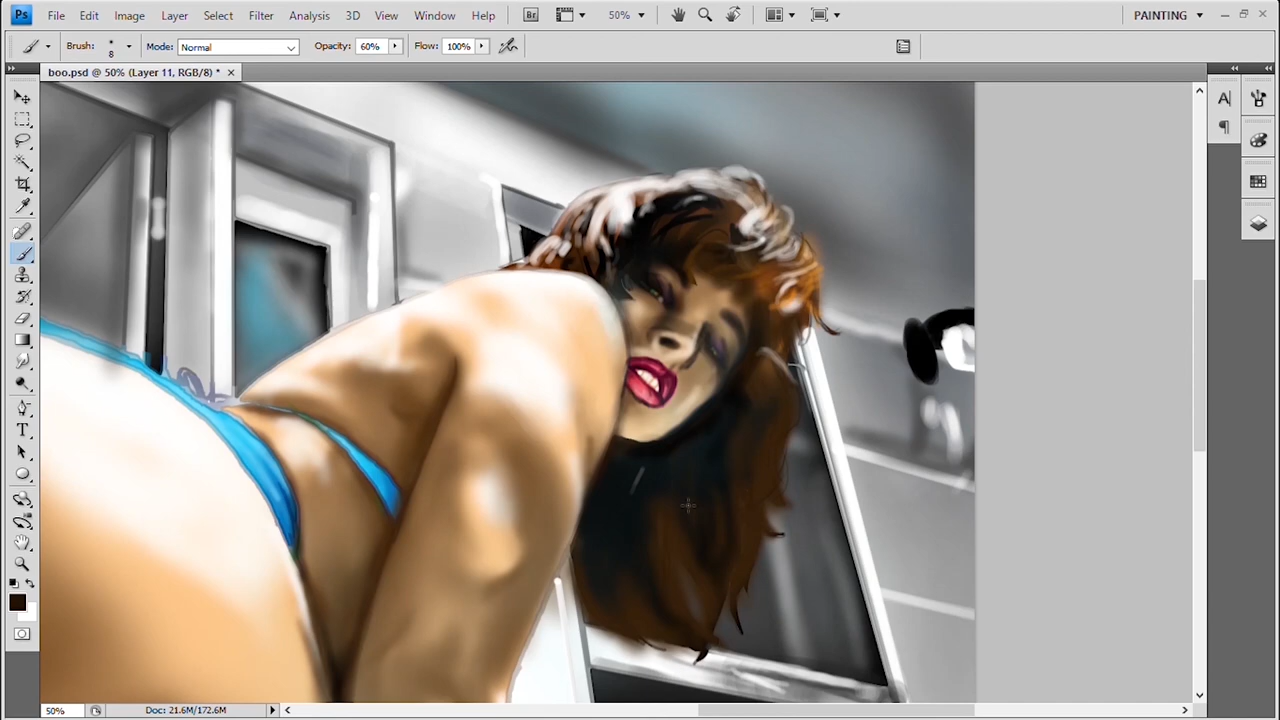 Ps File Edit Image Layer Select Filter Analysis 3D View Window Help Br 50% PAINTING
Brush: 8 Mode: Normal Opacity: 60% Flow: 100%
boo.psd @ 50% (Layer 11, RGB/8) *
A
T
50% Doc: 21.6M/172.6M